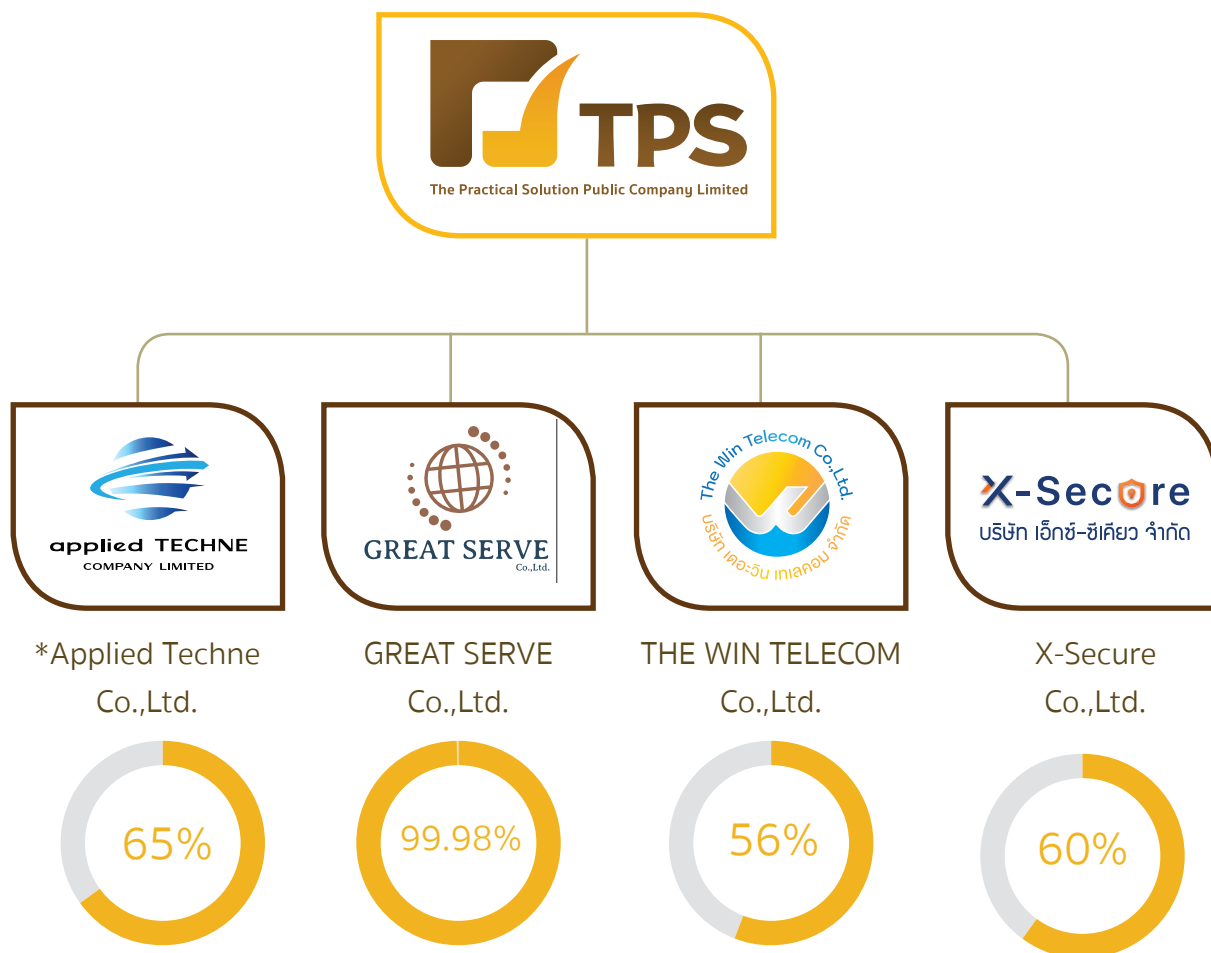 TPS
The Practical Solution Public Company Limited
applied TECHNE
COMPANY LIMITED
GREAT SERVE
Co.,Ltd.
The Win Telecom Co.,Ltd.
บริษัท เดอะวิน เทเลคอม จำกัด
X-Secure
บริษัท เอ็กซ์-ซีเคียว จำกัด
*Applied Techne
Co.,Ltd.
GREAT SERVE
Co.,Ltd.
THE WIN TELECOM
Co.,Ltd.
X-Secure
Co.,Ltd.
65%
99.98%
56%
60%